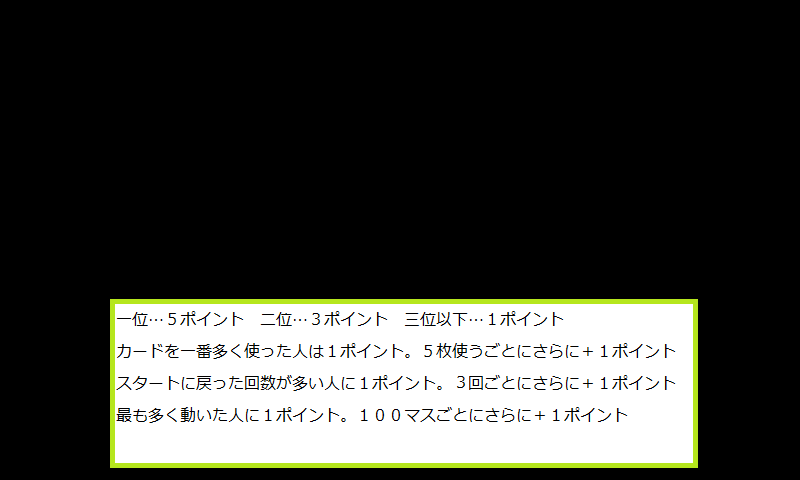 一位…５ポイント　二位…３ポイント　三位以下…１ポイント
カードを一番多く使った人は１ポイント。５枚使うごとにさらに＋１ポイント
スタートに戻った回数が多い人に１ポイント。３回ごとにさらに＋１ポイント
最も多く動いた人に１ポイント。１００マスごとにさらに＋１ポイント